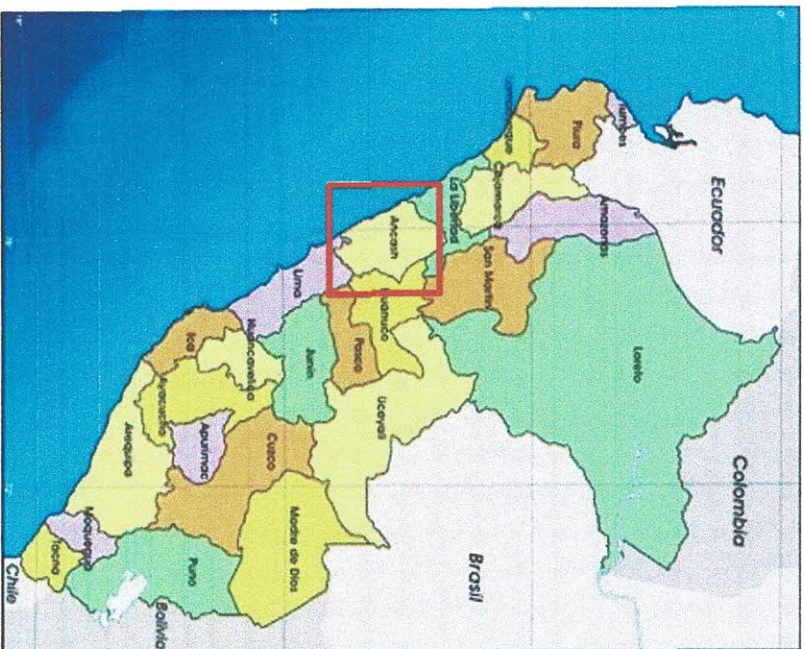 Ecuador
Colombia
Tumbes
Piura
Lambayeque
Cajamarca
Amazonas
Loreto
La Libertad
San Martin
Ancash
Huanuco
Ucayali
Brasil
Pasco
Lima
Junin
Madre de Dios
Huancavelica
Cuzco
Ica
Ayacucho
Apurimac
Arequipa
Puno
Moquegua
Tacna
Bolivia
Chile